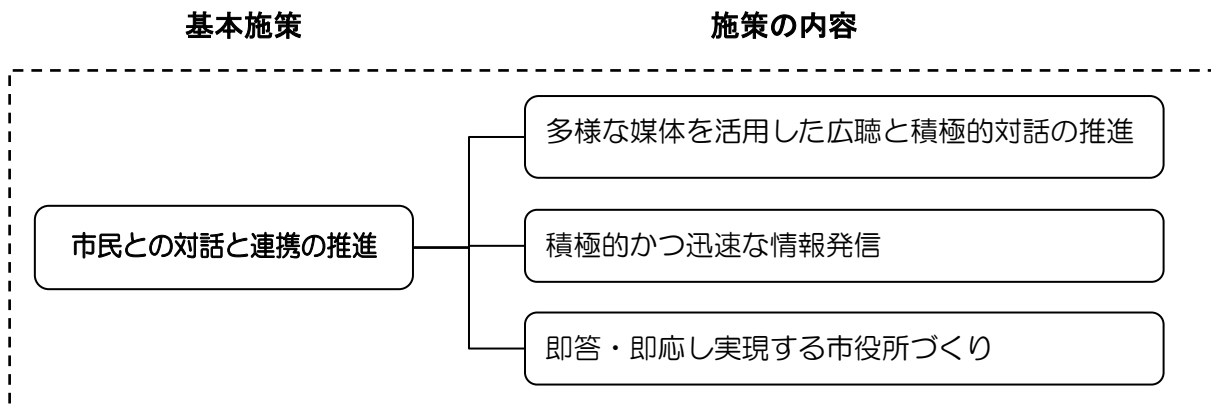 基本施策 施策の内容
多様な媒体を活用した広聴と積極的対話の推進
市民との対話と連携の推進
積極的かつ迅速な情報発信
即答・即応し実現する市役所づくり